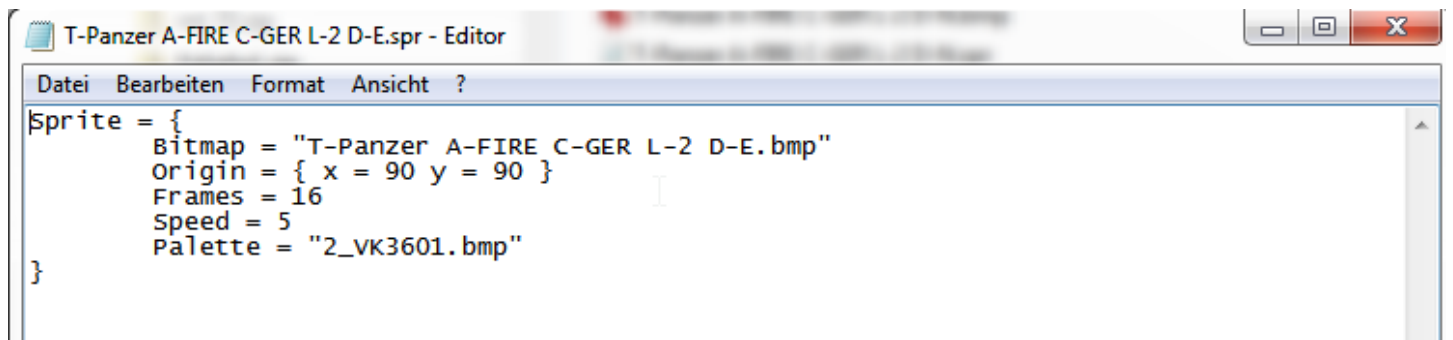 T-Panzer A-FIRE C-GER L-2 D-E.spr - Editor
Datei Bearbeiten Format Ansicht ?
Sprite = {
Bitmap = "T-Panzer A-FIRE C-GER L-2 D-E.bmp"
Origin = { x = 90 y = 90 }
Frames = 16
Speed = 5
Palette = "2_VK3601.bmp"
}